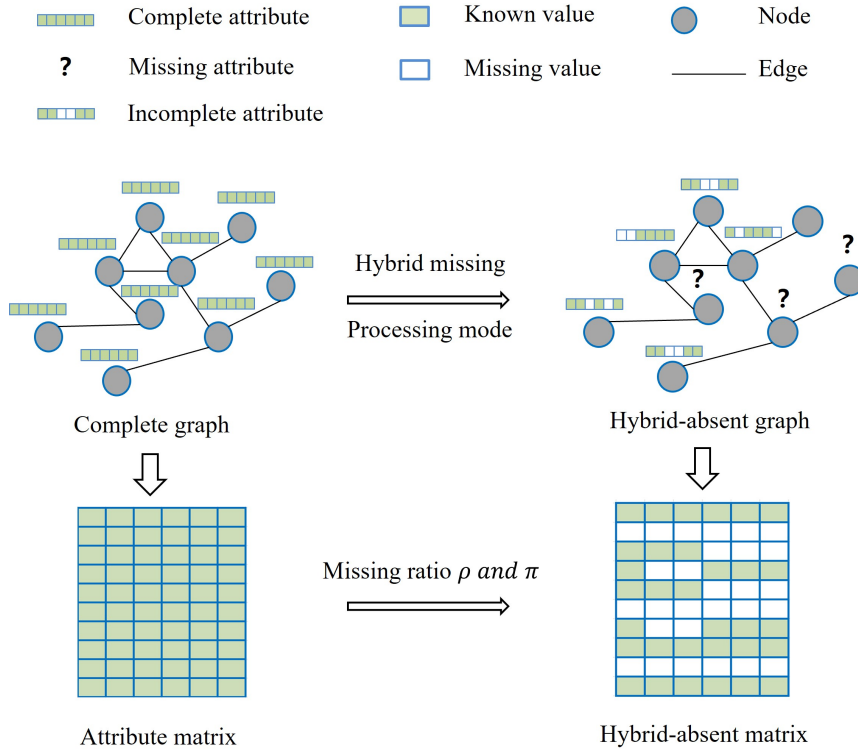 Complete attribute
Known value
Node
? Missing attribute
Missing value
Edge
Incomplete attribute
?
?
?
Hybrid missing
Processing mode
Complete graph
Hybrid-absent graph
Missing ratio ρ and π
Attribute matrix
Hybrid-absent matrix